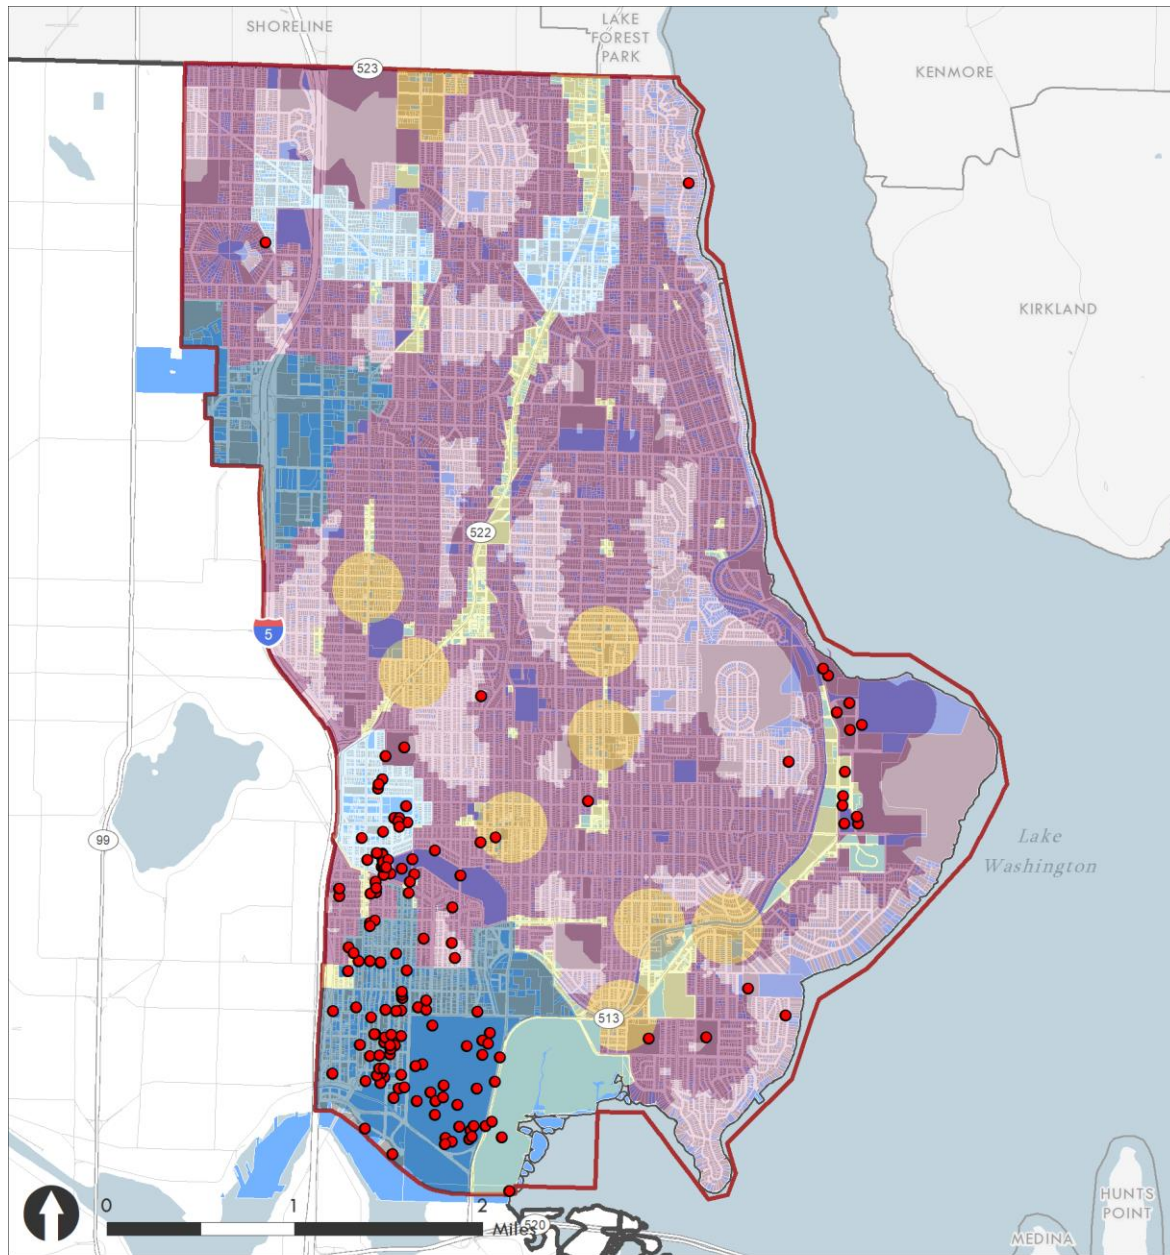 SHORELINE
LAKE
FOREST
PARK
KENMORE
523
KIRKLAND
522
5
99
Lake
Washington
513
0 1 2
Miles
520
HUNTS
POINT
MEDINA